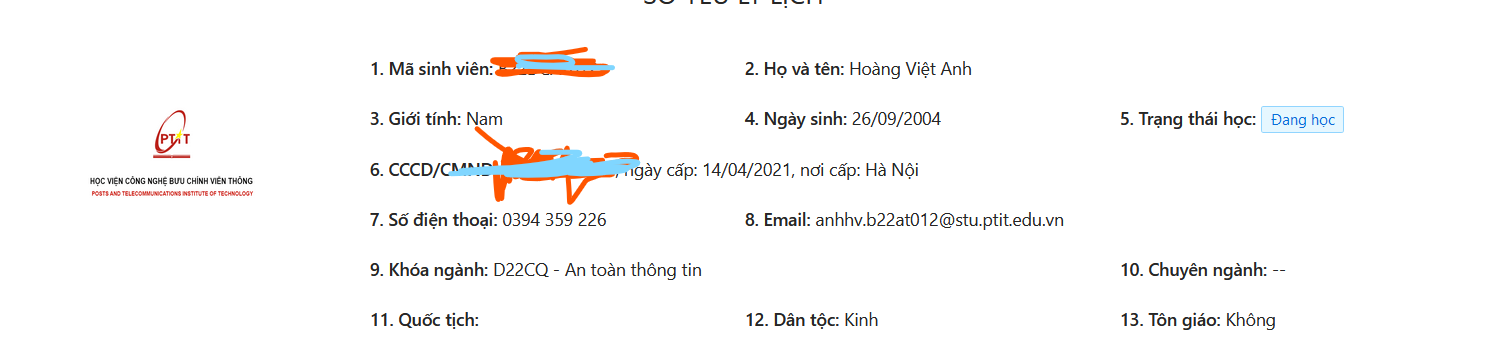 SƠ YẾU LÝ LỊCH
1. Mã sinh viên:
2. Họ và tên: Hoàng Việt Anh
3. Giới tính: Nam
4. Ngày sinh: 26/09/2004
5. Trạng thái học: Đang học
PTIT
HỌC VIỆN CÔNG NGHỆ BƯU CHÍNH VIỄN THÔNG
POSTS AND TELECOMMUNICATIONS INSTITUTE OF TECHNOLOGY
6. CCCD/CMND ngày cấp: 14/04/2021, nơi cấp: Hà Nội
7. Số điện thoại: 0394 359 226
8. Email: anhhv.b22at012@stu.ptit.edu.vn
9. Khóa ngành: D22CQ - An toàn thông tin
10. Chuyên ngành: --
11. Quốc tịch:
12. Dân tộc: Kinh
13. Tôn giáo: Không